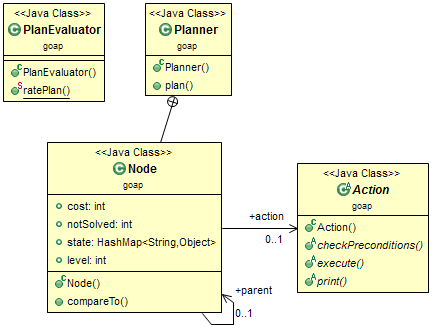 <<Java Class>>
PlanEvaluator
goap
PlanEvaluator()
ratePlan()
<<Java Class>>
Planner
goap
Planner()
plan()
<<Java Class>>
Node
goap
cost: int
notSolved: int
state: HashMap<String,Object>
level: int
Node()
compareTo()
+action
0..1
+parent
0..1
<<Java Class>>
Action
goap
Action()
checkPreconditions()
execute()
print()